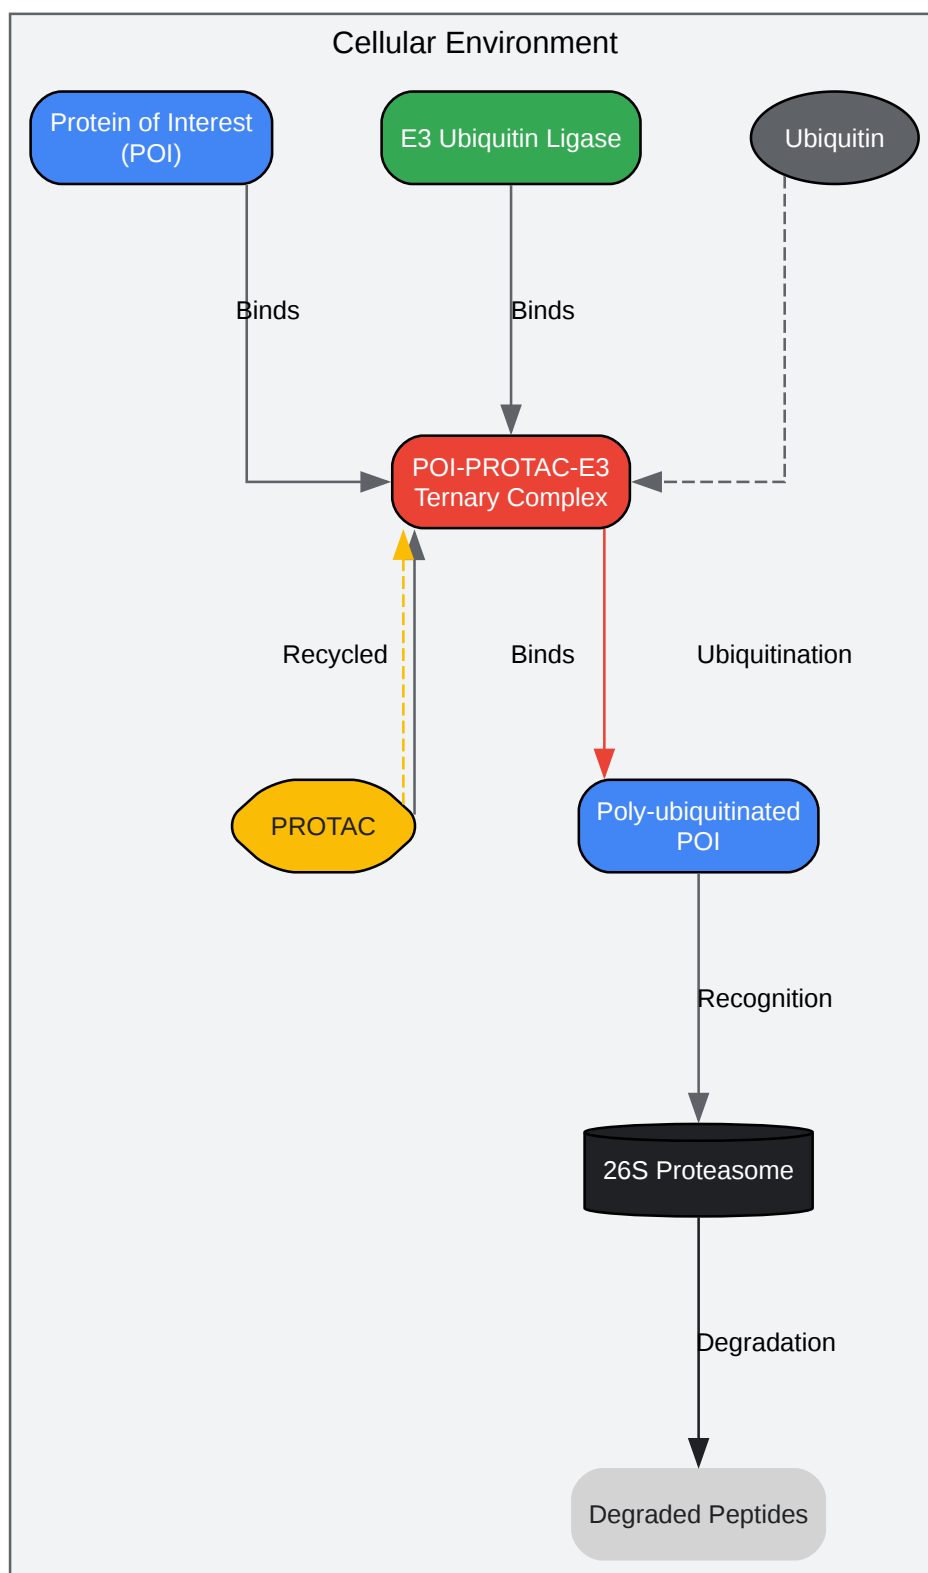 Cellular Environment
Protein of Interest
(POI)
E3 Ubiquitin Ligase
Ubiquitin
Binds
Binds
POI-PROTAC-E3
Ternary Complex
Recycled
Binds
Ubiquitination
PROTAC
Poly-ubiquitinated
POI
Recognition
26S Proteasome
Degradation
Degraded Peptides